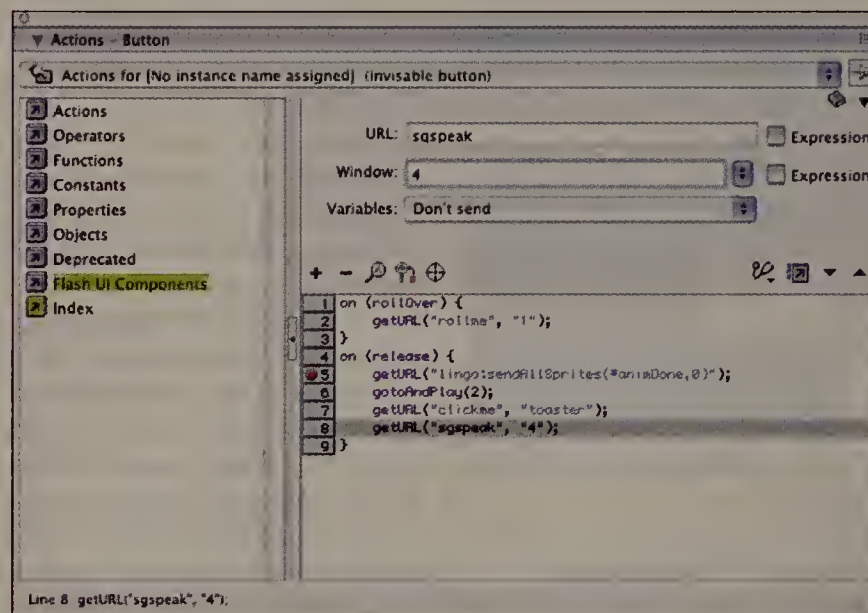 Actions - Button
Actions for [No instance name assigned] (invisable button)
Actions
Operators
Functions
Constants
Properties
Objects
Deprecated
Flash UI Components
Index
URL: sgspeak Expression
Window: 4 Expression
Variables: Don't send
1 on (rollOver) {
2 getURL("rollme", "1");
3 }
4 on (release) {
5 getURL("lingo:sendAllSprites(#animDone,0)");
6 gotoAndPlay(2);
7 getURL("clickme", "toaster");
8 getURL("sgspeak", "4");
9 }
Line 8 getURL("sgspeak", "4");